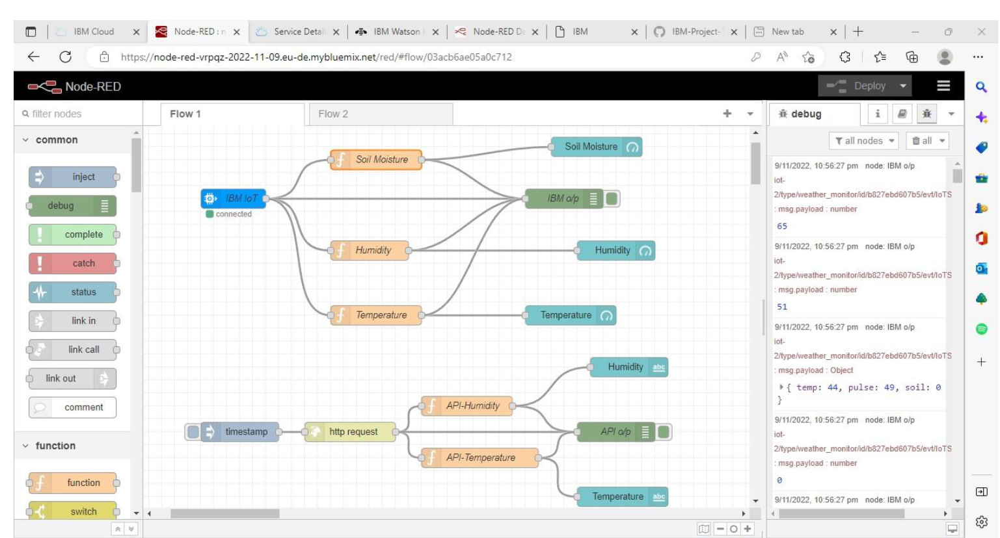 IBM Cloud
Node-RED : n
Service Detail
IBM Watson I
Node-RED Da
IBM
IBM-Project-
New tab
https://node-red-vrpqz-2022-11-09.eu-de.mybluemix.net/red/#flow/03acb6ae05a0c712
Node-RED
Deploy
filter nodes
Flow 1
Flow 2
debug
common
inject
debug
complete
catch
status
link in
link call
link out
comment
function
function
switch
Soil Moisture
Soil Moisture
IBM IoT
connected
IBM o/p
Humidity
Humidity
Temperature
Temperature
Humidity abc
API-Humidity
timestamp
http request
API o/p
API-Temperature
Temperature abc
all nodes
all
9/11/2022, 10:56:27 pm node: IBM o/p
iot-
2/type/weather_monitor/id/b827ebd607b5/evt/IoTS
: msg.payload : number
65
9/11/2022, 10:56:27 pm node: IBM o/p
iot-
2/type/weather_monitor/id/b827ebd607b5/evt/IoTS
: msg.payload : number
51
9/11/2022, 10:56:27 pm node: IBM o/p
iot-
2/type/weather_monitor/id/b827ebd607b5/evt/IoTS
: msg.payload : Object
{ temp: 44, pulse: 49, soil: 0
}
9/11/2022, 10:56:27 pm node: IBM o/p
iot-
2/type/weather_monitor/id/b827ebd607b5/evt/IoTS
: msg.payload : number
0
9/11/2022, 10:56:27 pm node: IBM o/p